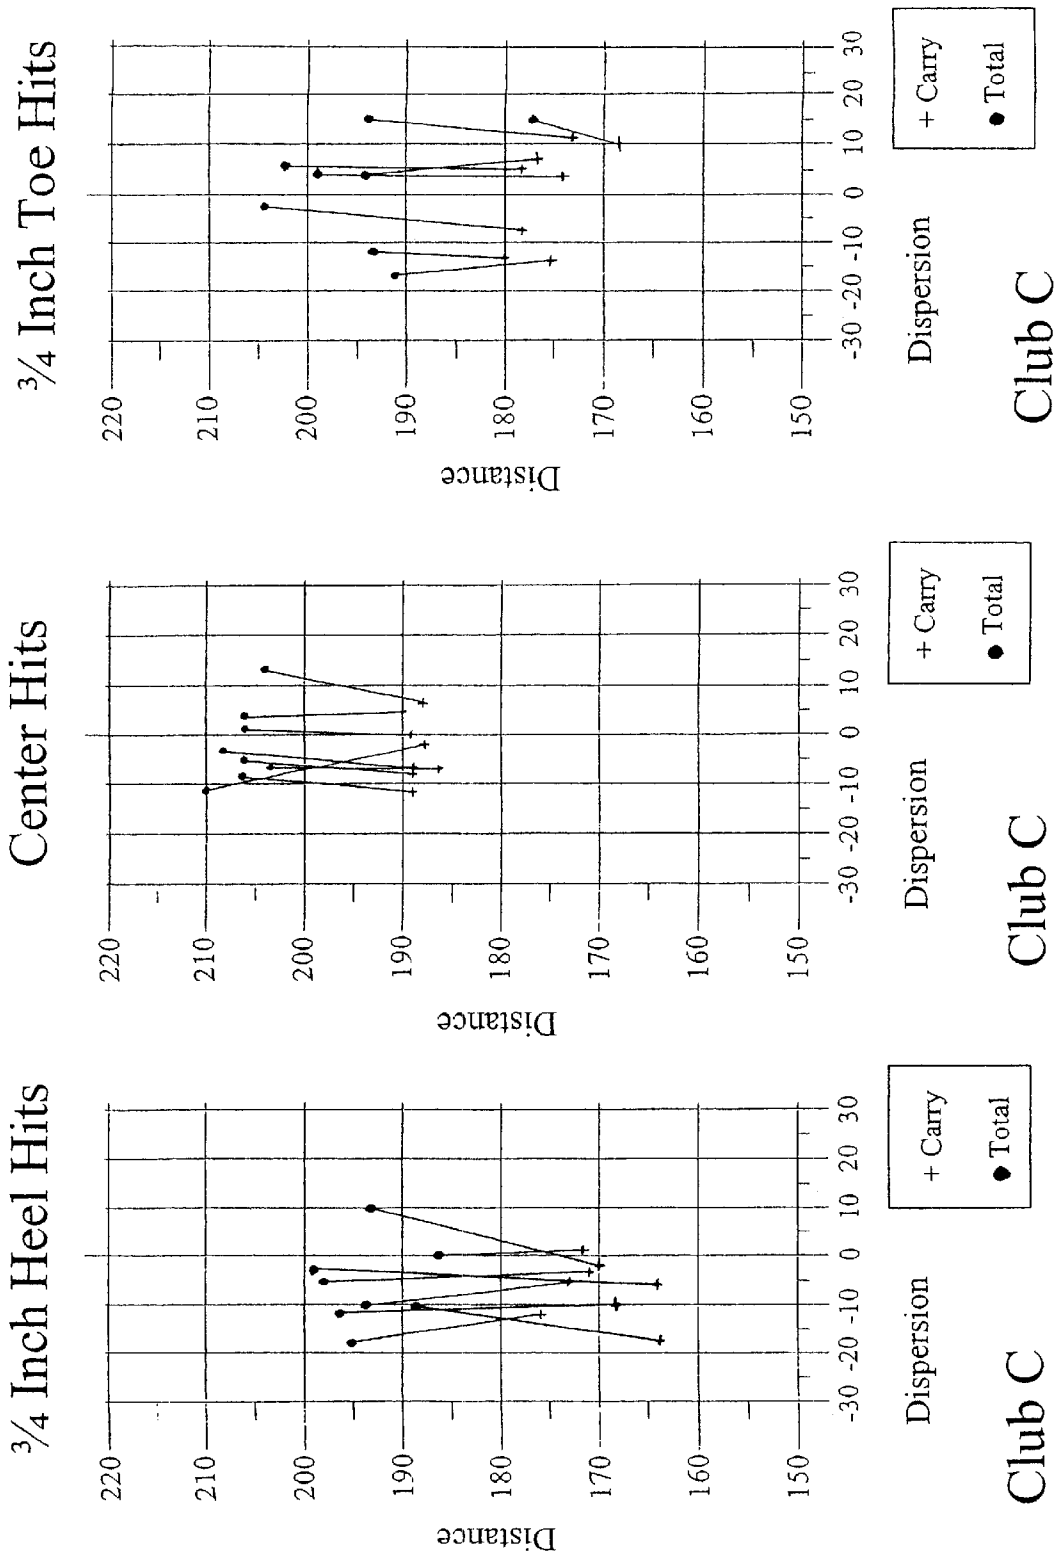 ¾ Inch Heel Hits
220
210
200
190
180
170
160
150
Distance
-30 -20 -10 0 10 20 30
Dispersion
+ Carry
● Total
Club C
Center Hits
220
210
200
190
180
170
160
150
Distance
-30 -20 -10 0 10 20 30
Dispersion
+ Carry
● Total
Club C
¾ Inch Toe Hits
220
210
200
190
180
170
160
150
Distance
-30 -20 -10 0 10 20 30
Dispersion
+ Carry
● Total
Club C